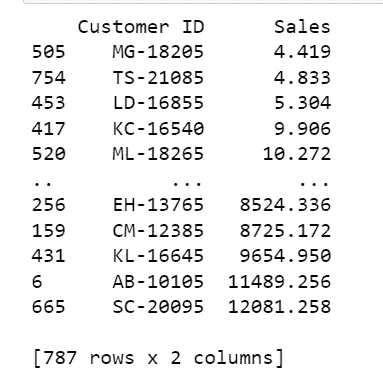 Customer ID Sales
505 MG-18205 4.419
754 TS-21085 4.833
453 LD-16855 5.304
417 KC-16540 9.906
520 ML-18265 10.272
.. ... ...
256 EH-13765 8524.336
159 CM-12385 8725.172
431 KL-16645 9654.950
6 AB-10105 11489.256
665 SC-20095 12081.258
[787 rows x 2 columns]